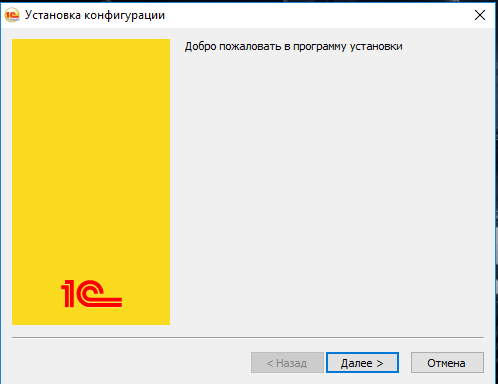 Установка конфигурации
Добро пожаловать в программу установки
1С
< Назад
Далее >
Отмена